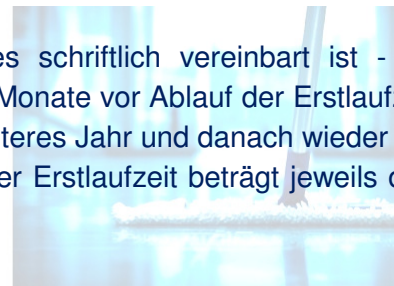 es schriftlich vereinbart ist -
Monate vor Ablauf der Erstlauf
teres Jahr und danach wieder
er Erstlaufzeit beträgt jeweils